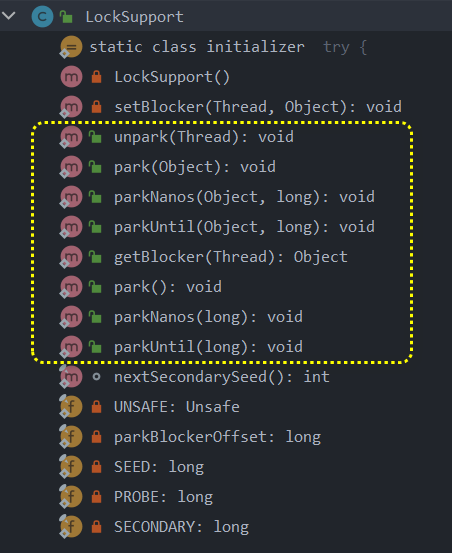 LockSupport
static class initializer try {
LockSupport()
setBlocker(Thread, Object): void
unpark(Thread): void
park(Object): void
parkNanos(Object, long): void
parkUntil(Object, long): void
getBlocker(Thread): Object
park(): void
parkNanos(long): void
parkUntil(long): void
nextSecondarySeed(): int
UNSAFE: Unsafe
parkBlockerOffset: long
SEED: long
PROBE: long
SECONDARY: long